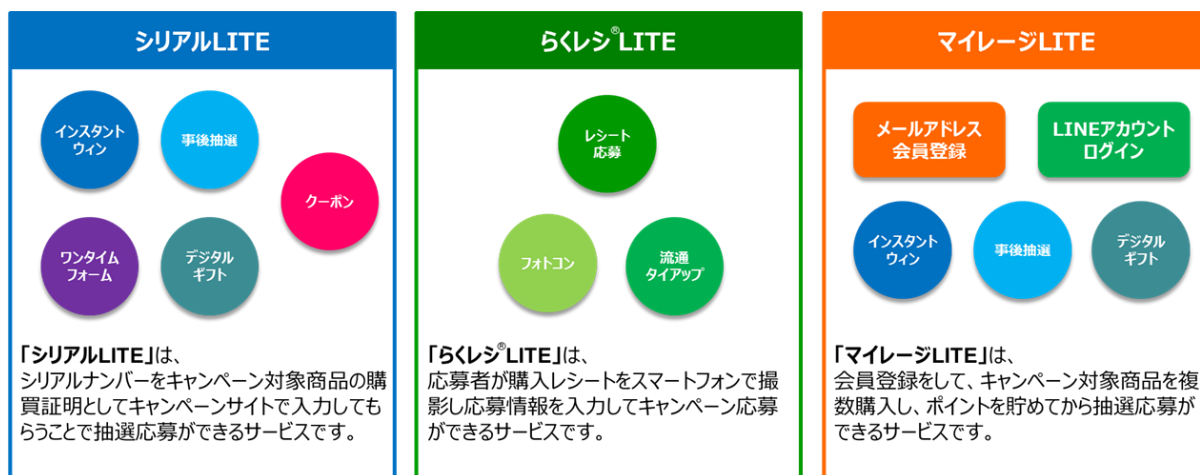 シリアルLITE
インスタント
ウィン
事後抽選
クーポン
ワンタイム
フォーム
デジタル
ギフト
「シリアルLITE」は、
シリアルナンバーをキャンペーン対象商品の購
買証明としてキャンペーンサイトで入力しても
らうことで抽選応募ができるサービスです。
らくレシ®LITE
レシート
応募
フォトコン
流通
タイアップ
「らくレシ®LITE」は、
応募者が購入レシートをスマートフォンで撮
影し応募情報を入力してキャンペーン応募
ができるサービスです。
マイレージLITE
メールアドレス
会員登録
LINEアカウント
ログイン
インスタント
ウィン
事後抽選
デジタル
ギフト
「マイレージLITE」は、
会員登録をして、キャンペーン対象商品を複
数購入し、ポイントを貯めてから抽選応募が
できるサービスです。